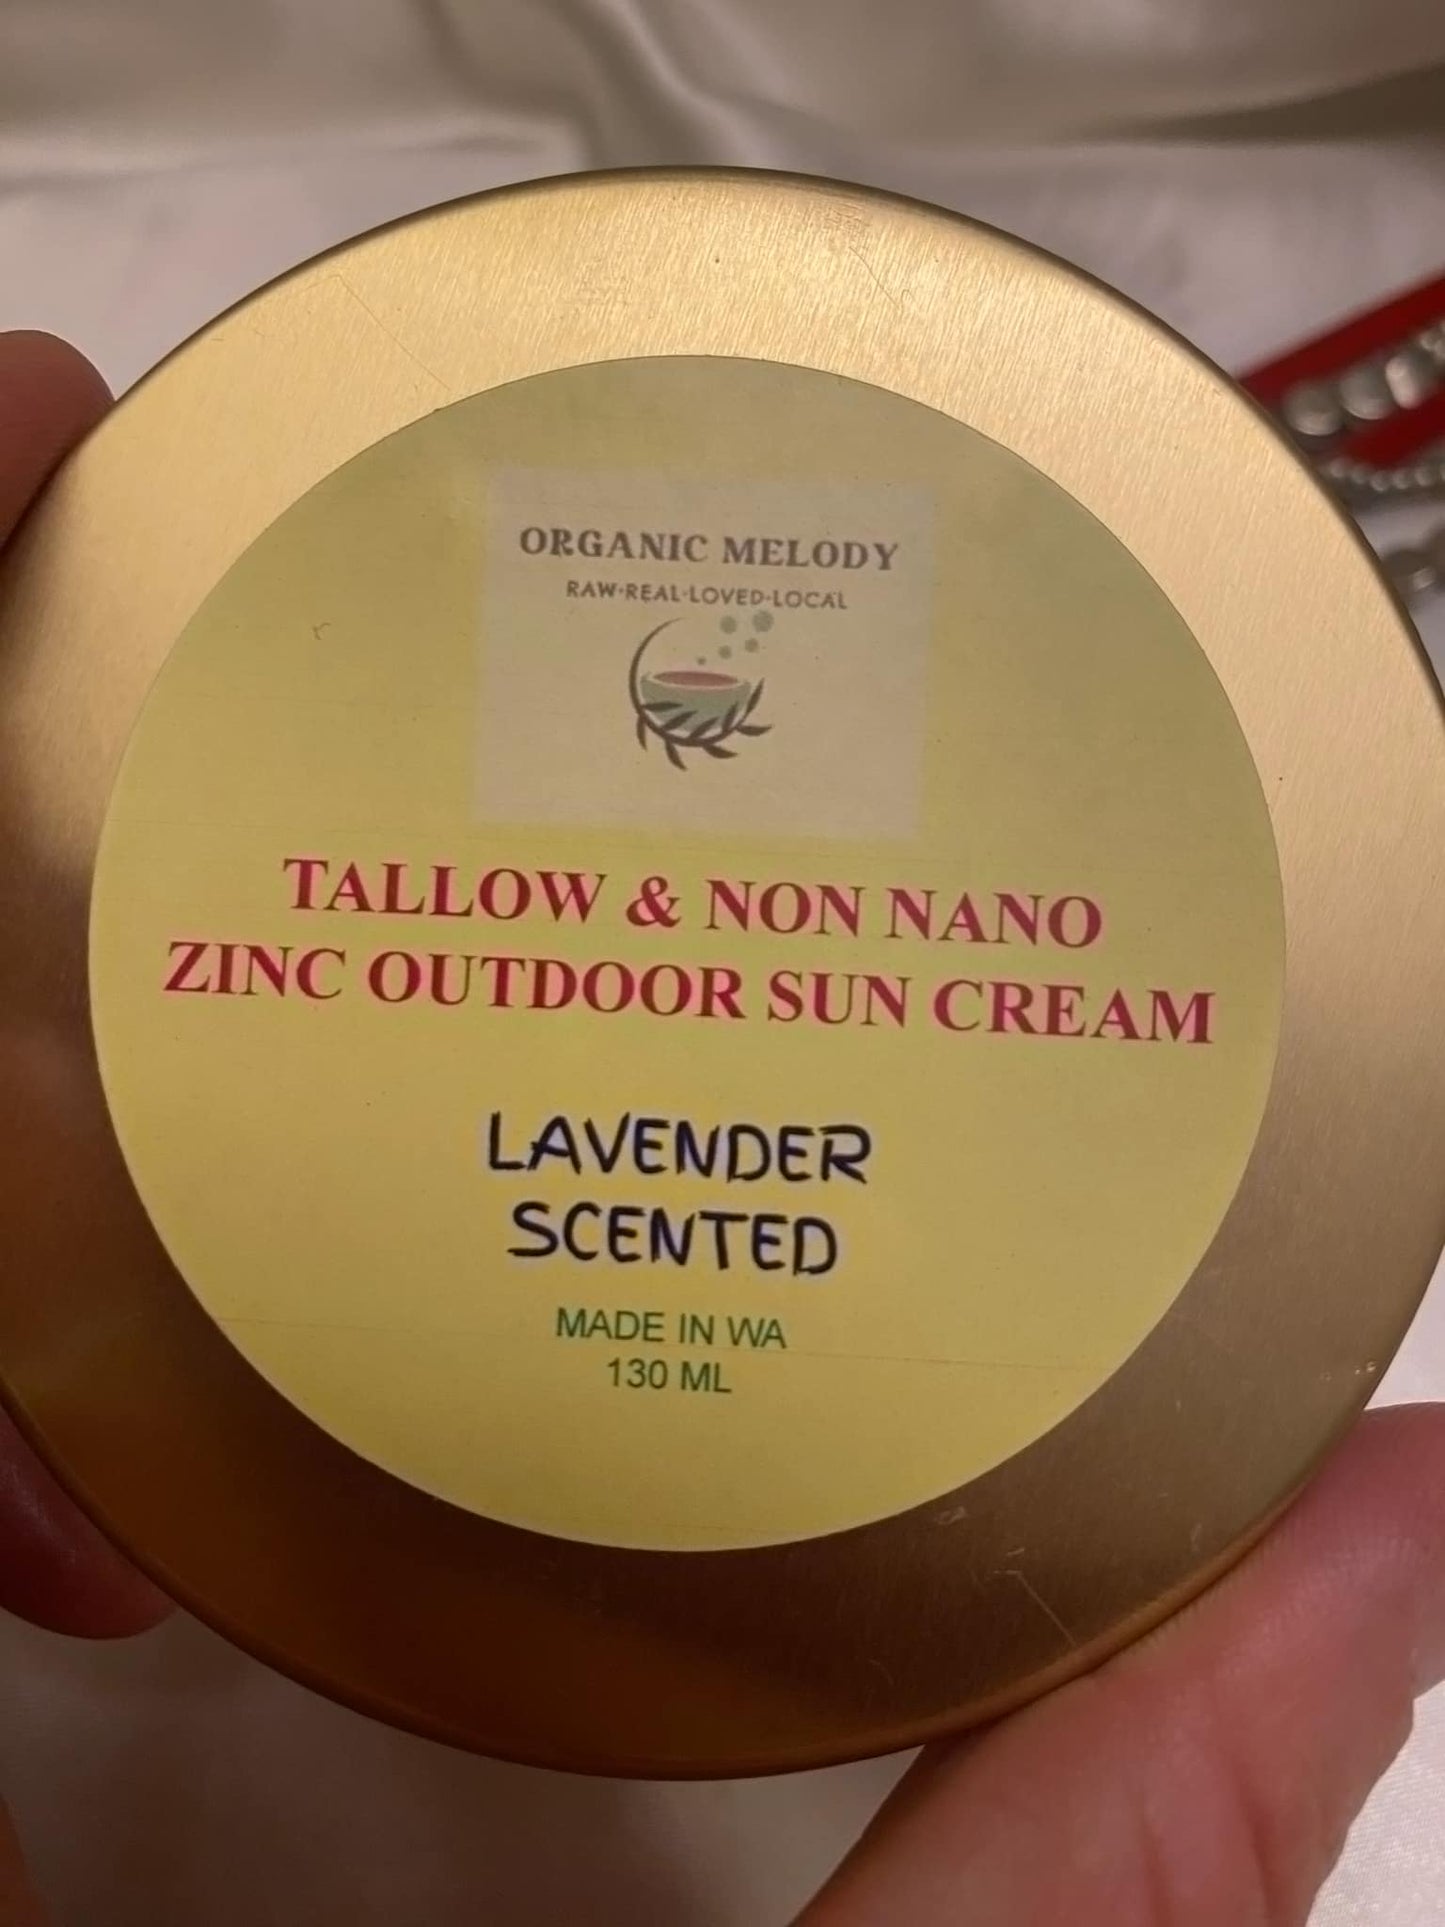 ORGANIC MELODY
RAW·REAL·LOVED·LOCAL
TALLOW & NON NANO
ZINC OUTDOOR SUN CREAM
LAVENDER
SCENTED
MADE IN WA
130 ML